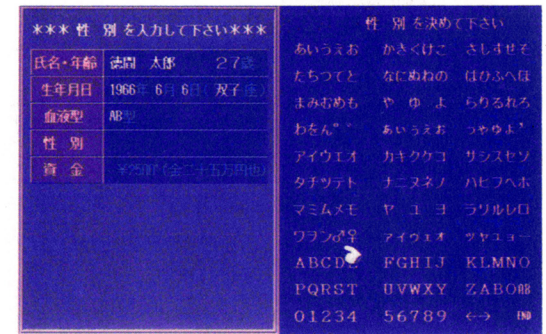 *** 性 別 を入力して下さい***
氏名・年齢 徳間 太郎 27歳
生年月日 1966年 6月 6日( 双子座)
血液型 AB型
性 別
資 金 ¥250000(金二十五万円也)
性 別 を決めて下さい
あいうえお かきくけこ さしすせそ
たちつてと なにぬねの はひふへほ
まみむめも や ゆ よ らりるれろ
わをん゛゜ ぁぃぅぇぉ っゃゅょ
アイウエオ カキクケコ サシスセソ
タチツテト ナニヌネノ ハヒフヘホ
マミムメモ ヤ ユ ヨ ラリルレロ
ワヲン♂♀ ァィゥェォ ッャュョー
ABCDE FGHIJ KLMNO
PQRST UVWXY ZABOAB
01234 56789 ←→ END